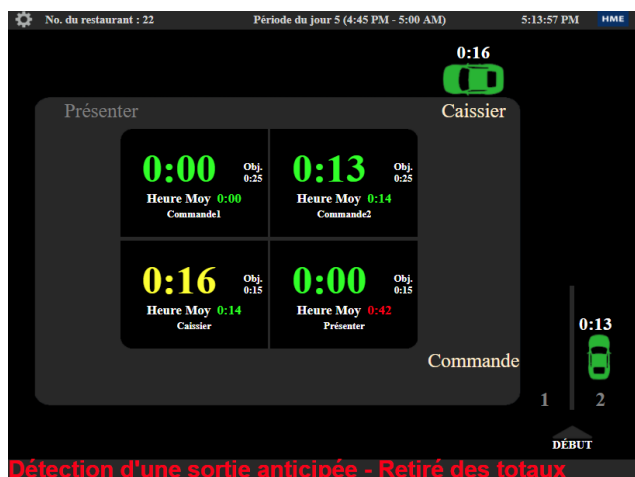 No. du restaurant : 22 Période du jour 5 (4:45 PM - 5:00 AM) 5:13:57 PM HME
0:16
Présenter Caissier
0:00 Obj. 0:25
Heure Moy 0:00
Commande1
0:13 Obj. 0:25
Heure Moy 0:14
Commande2
0:16 Obj. 0:15
Heure Moy 0:14
Caissier
0:00 Obj. 0:15
Heure Moy 0:42
Présenter
0:13
Commande
1 2
DÉBUT
Détection d'une sortie anticipée - Retiré des totaux